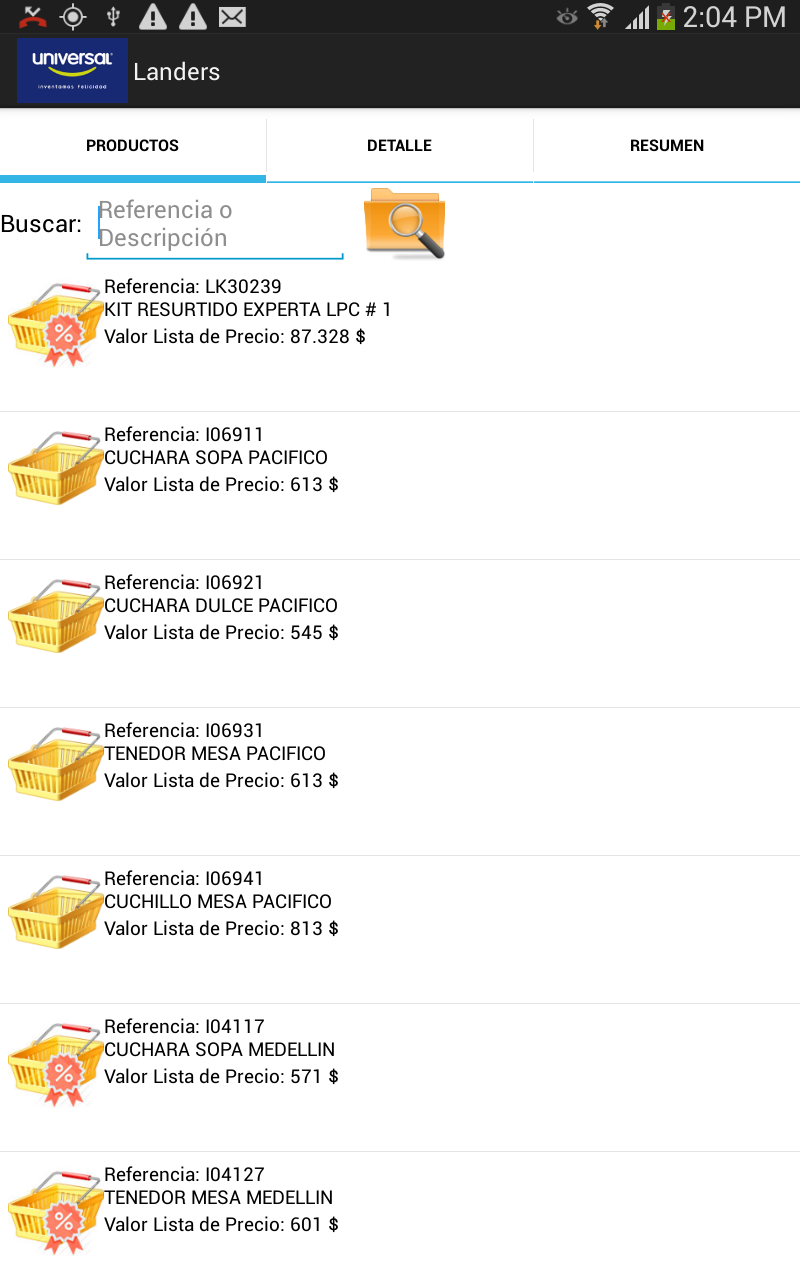 2:04 PM
universal
inventamos felicidad
Landers
PRODUCTOS
DETALLE
RESUMEN
Buscar:
Referencia o
Descripción
Referencia: LK30239
KIT RESURTIDO EXPERTA LPC # 1
Valor Lista de Precio: 87.328 $
Referencia: I06911
CUCHARA SOPA PACIFICO
Valor Lista de Precio: 613 $
Referencia: I06921
CUCHARA DULCE PACIFICO
Valor Lista de Precio: 545 $
Referencia: I06931
TENEDOR MESA PACIFICO
Valor Lista de Precio: 613 $
Referencia: I06941
CUCHILLO MESA PACIFICO
Valor Lista de Precio: 813 $
Referencia: I04117
CUCHARA SOPA MEDELLIN
Valor Lista de Precio: 571 $
Referencia: I04127
TENEDOR MESA MEDELLIN
Valor Lista de Precio: 601 $